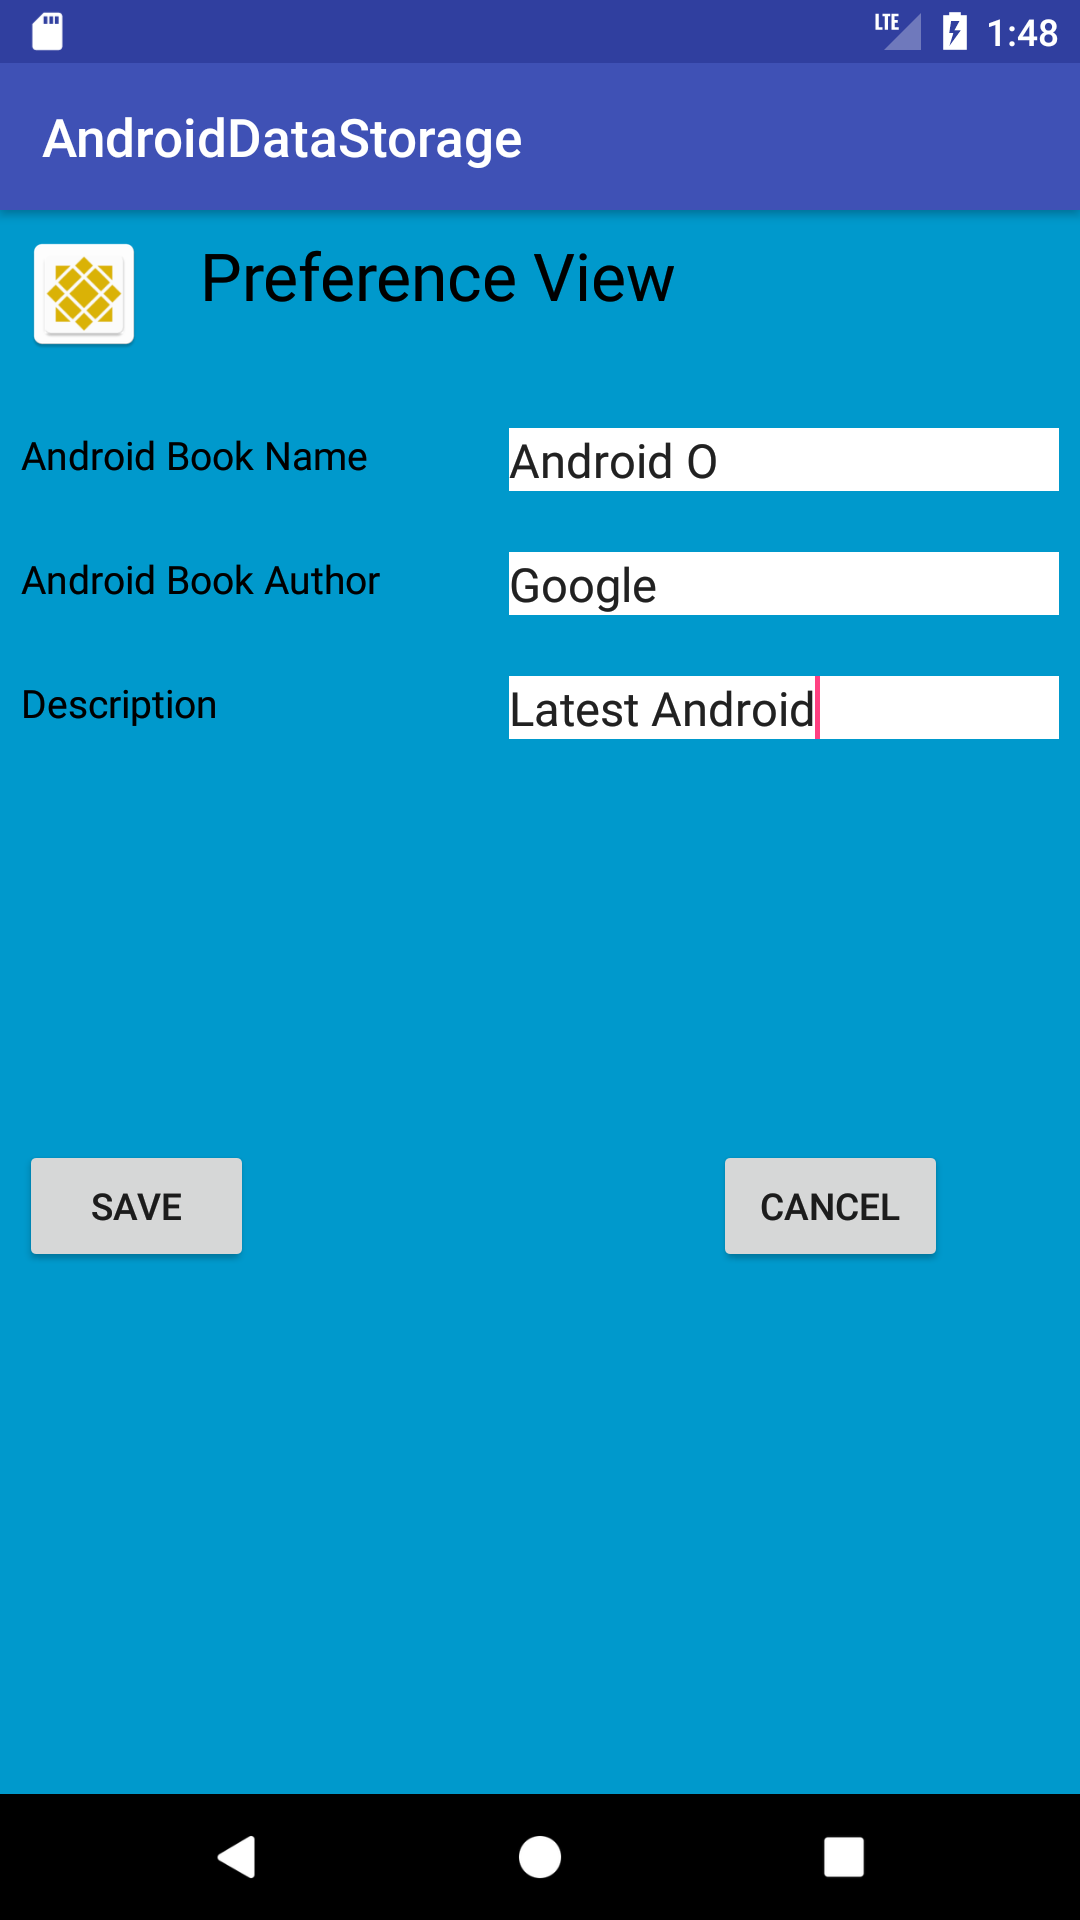 LTE 1:48
AndroidDataStorage
Preference View
Android Book Name Android O
Android Book Author Google
Description Latest Android
SAVE CANCEL